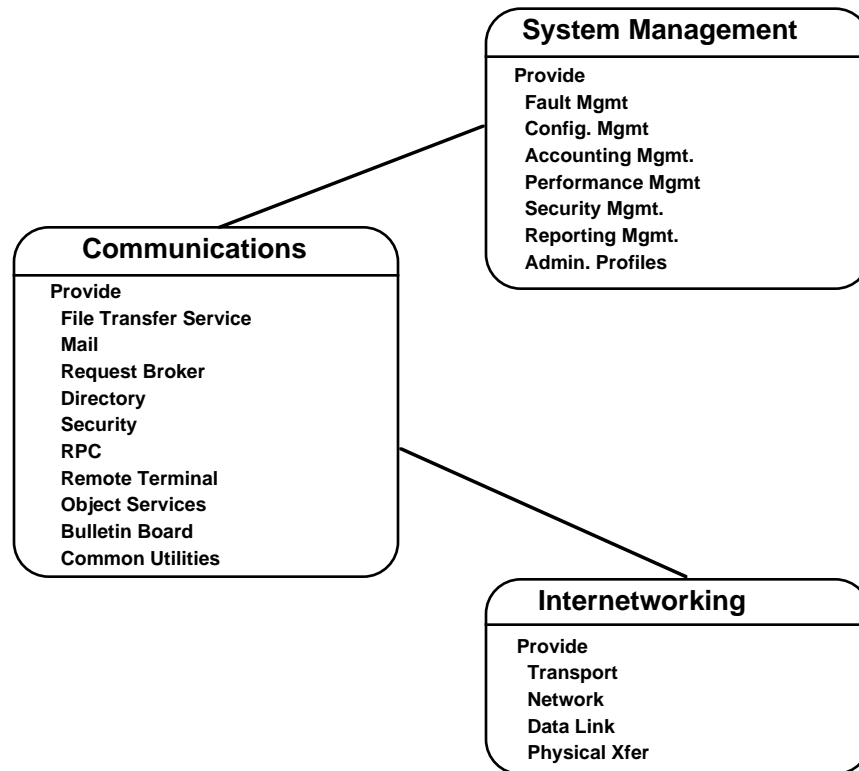 System Management
Provide
Fault Mgmt
Config. Mgmt
Accounting Mgmt.
Performance Mgmt
Security Mgmt.
Reporting Mgmt.
Admin. Profiles
Communications
Provide
File Transfer Service
Mail
Request Broker
Directory
Security
RPC
Remote Terminal
Object Services
Bulletin Board
Common Utilities
Internetworking
Provide
Transport
Network
Data Link
Physical Xfer